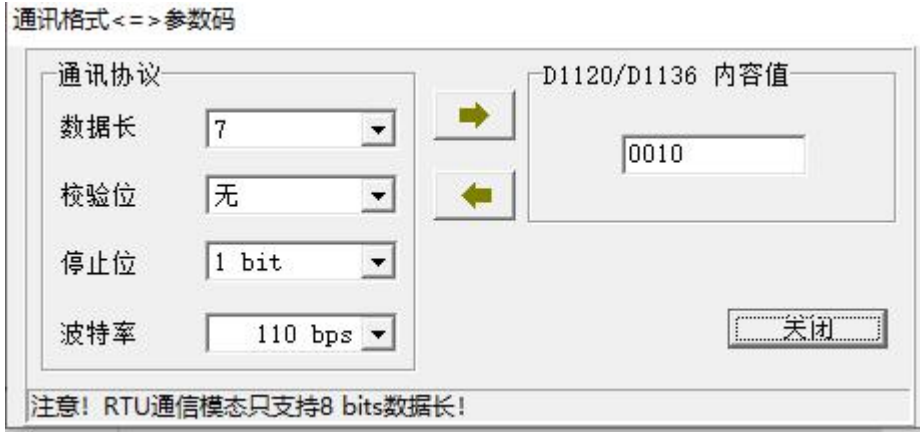 通讯格式<=>参数码
通讯协议
数据长 7
校验位 无
停止位 1 bit
波特率 110 bps
D1120/D1136 内容值
0010
关闭
注意! RTU通信模态只支持8 bits数据长!